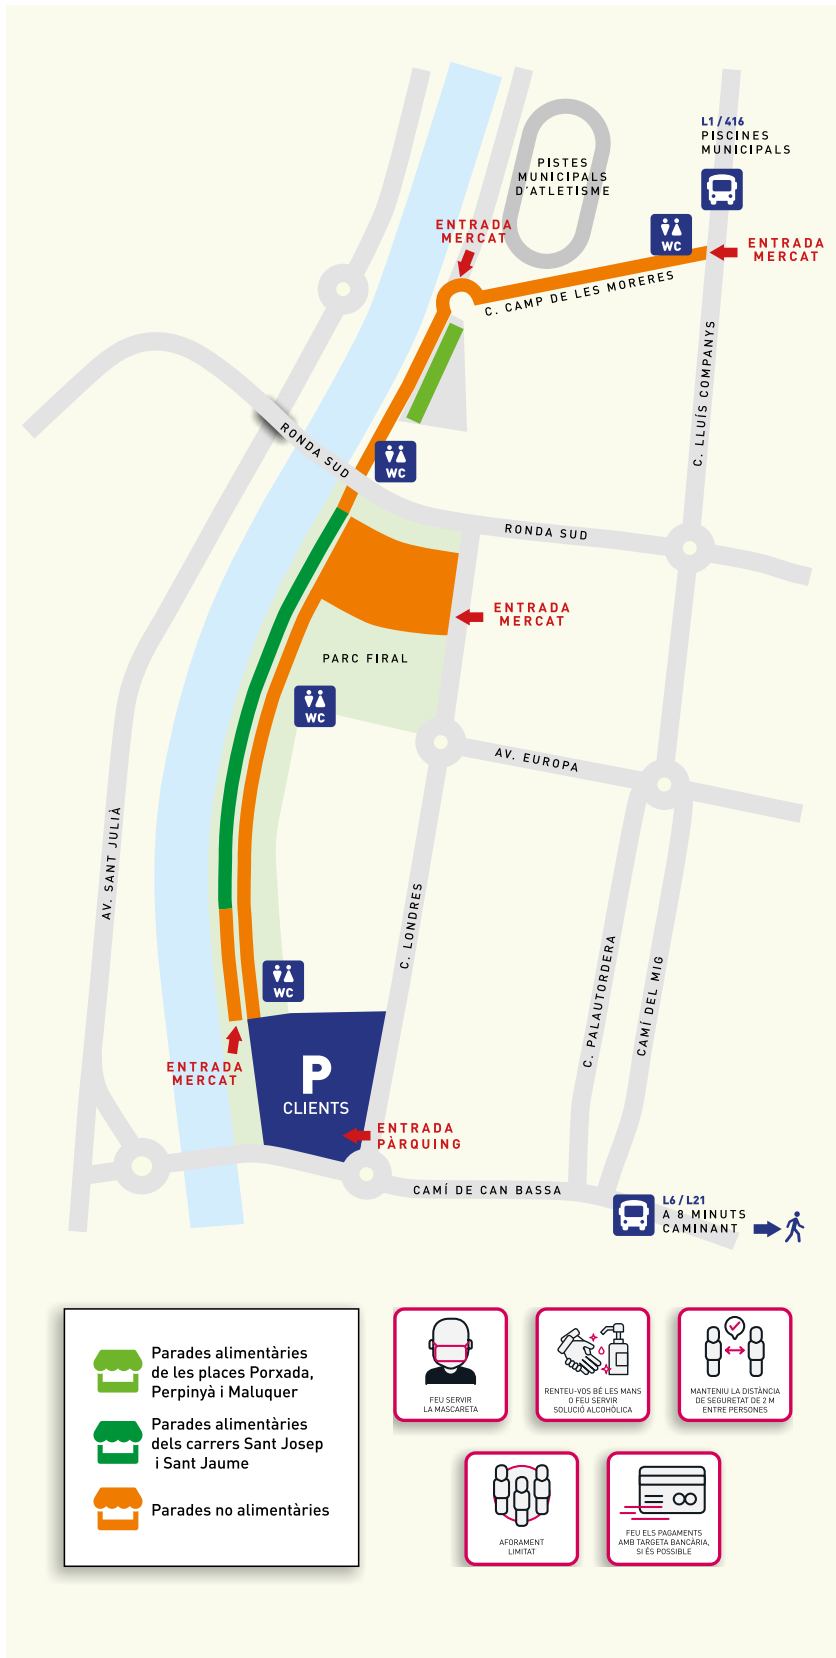 L1 / 416
PISCINES
MUNICIPALS
PISTES
MUNICIPALS
D'ATLETISME
ENTRADA
MERCAT
WC
ENTRADA
MERCAT
C. CAMP DE LES MORERES
C. LLUÍS COMPANYS
RONDA SUD
WC
RONDA SUD
ENTRADA
MERCAT
PARC FIRAL
WC
AV. EUROPA
AV. SANT JULIÀ
C. LONDRES
C. PALAUTORDERA
CAMÍ DEL MIG
WC
ENTRADA
MERCAT
P
CLIENTS
ENTRADA
PÀRQUING
CAMÍ DE CAN BASSA
L6 / L21
A 8 MINUTS
CAMINANT
Parades alimentàries
de les places Porxada,
Perpinyà i Maluquer
Parades alimentàries
dels carrers Sant Josep
i Sant Jaume
Parades no alimentàries
FEU SERVIR
LA MASCARETA
RENTEU-VOS BÉ LES MANS
O FEU SERVIR
SOLUCIÓ ALCOHÒLICA
MANTENIU LA DISTÀNCIA
DE SEGURETAT DE 2 M
ENTRE PERSONES
AFORAMENT
LIMITAT
FEU ELS PAGAMENTS
AMB TARGETA BANCÀRIA,
SI ÉS POSSIBLE